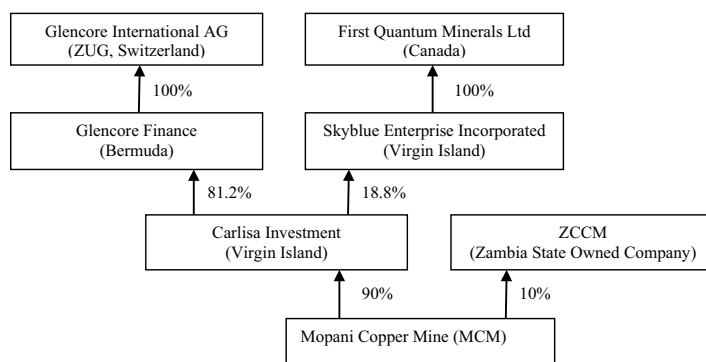 Glencore International AG
(ZUG, Switzerland)
First Quantum Minerals Ltd
(Canada)
100%
100%
Glencore Finance
(Bermuda)
Skyblue Enterprise Incorporated
(Virgin Island)
81.2%
18.8%
Carlisa Investment
(Virgin Island)
ZCCM
(Zambia State Owned Company)
90%
10%
Mopani Copper Mine (MCM)